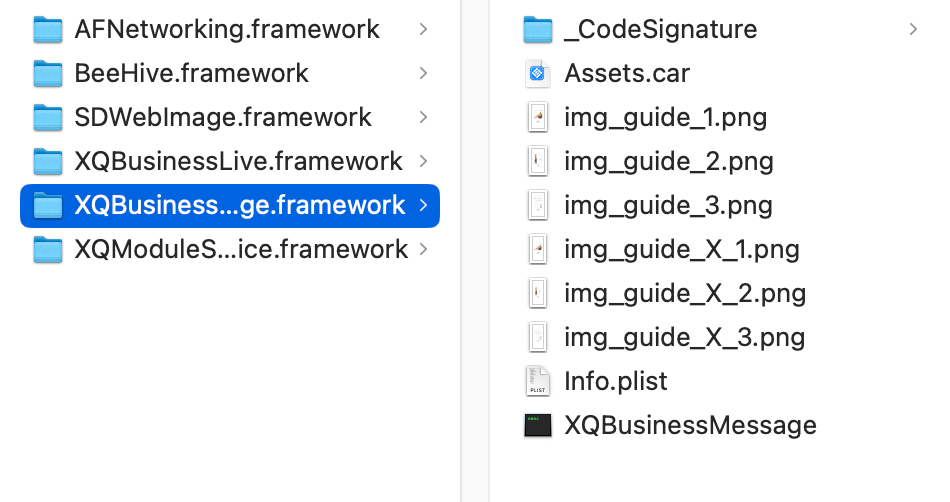 AFNetworking.framework
BeeHive.framework
SDWebImage.framework
XQBusinessLive.framework
XQBusiness...ge.framework
XQModuleS...ice.framework
_CodeSignature
Assets.car
img_guide_1.png
img_guide_2.png
img_guide_3.png
img_guide_X_1.png
img_guide_X_2.png
img_guide_X_3.png
Info.plist
XQBusinessMessage